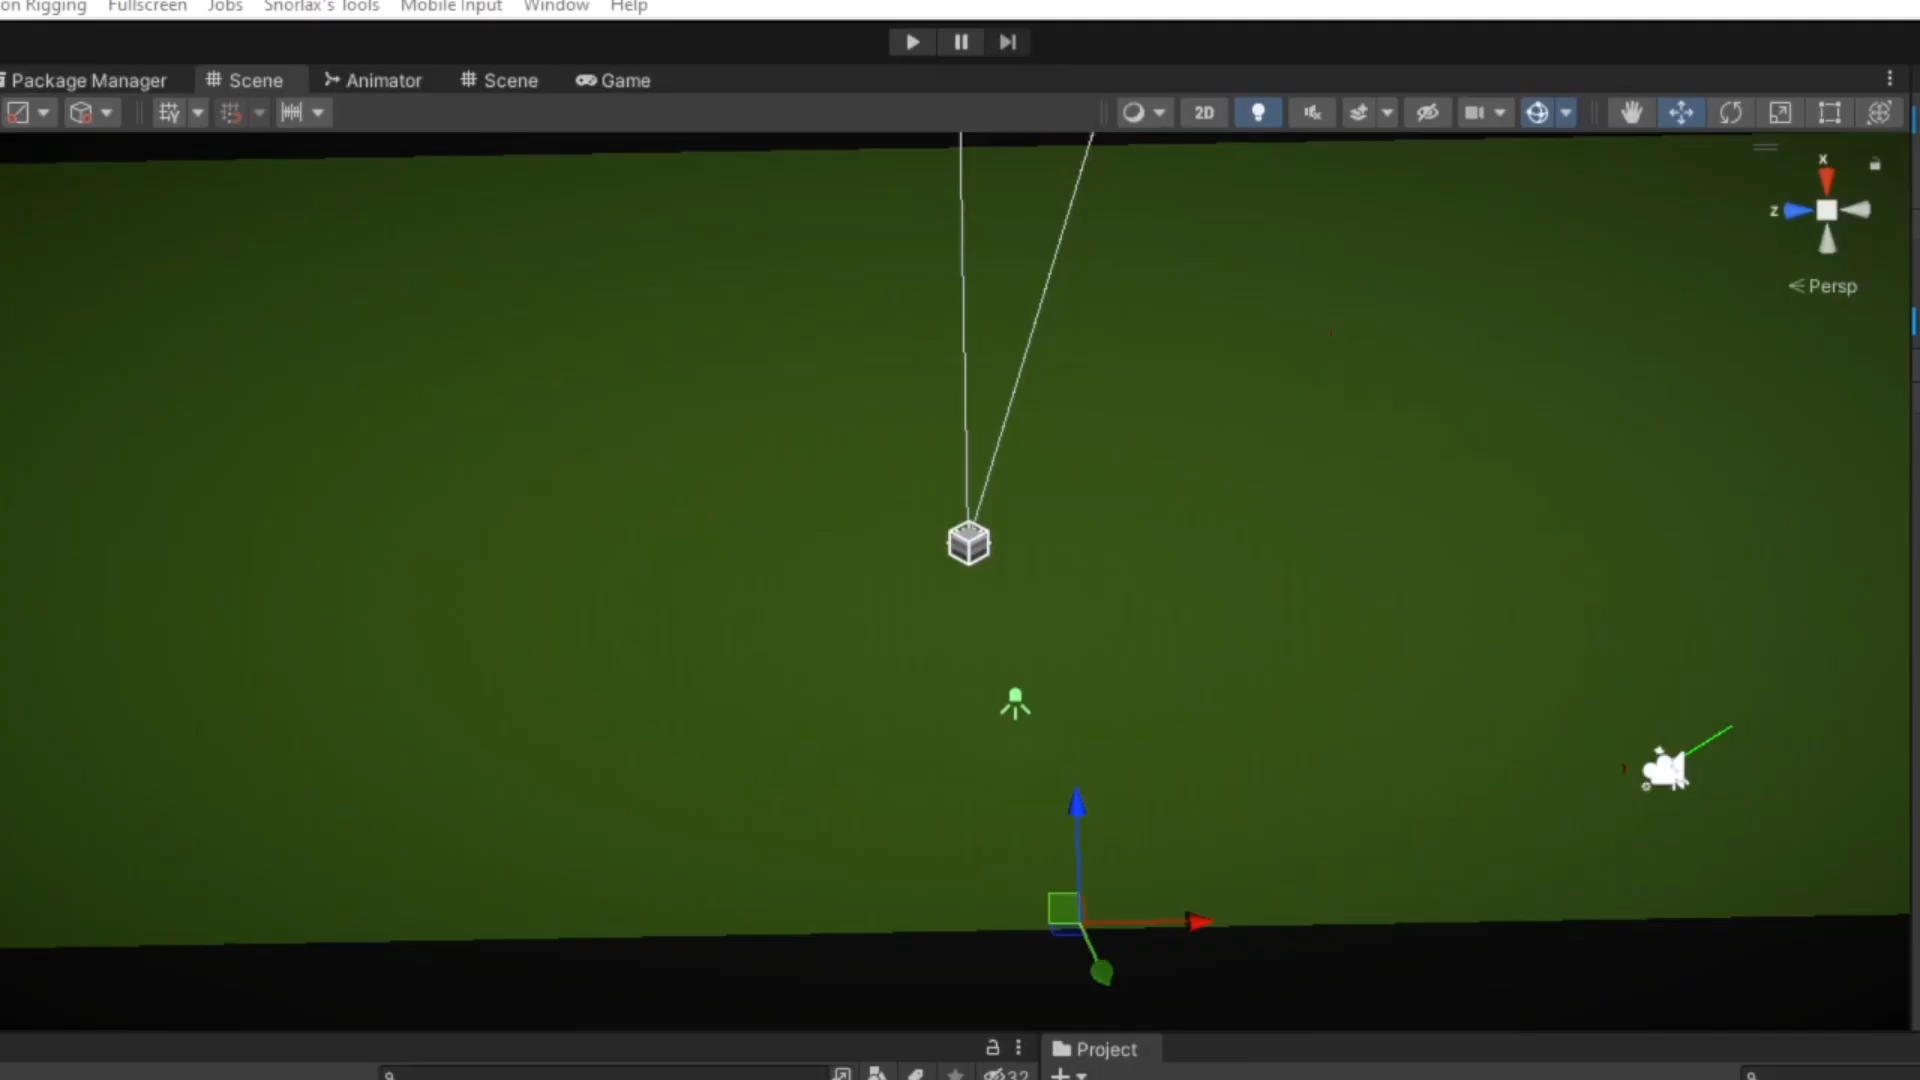 on Rigging Fullscreen Jobs Snorlax's Tools Mobile Input Window Help
Package Manager Scene Animator Scene Game
2D
x
z
Persp
Project
32